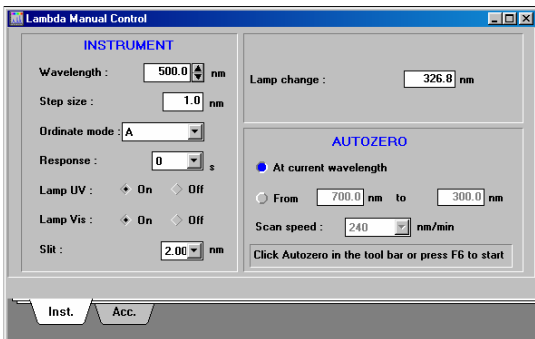 Lambda Manual Control
INSTRUMENT
Wavelength : 500.0 nm
Step size : 1.0 nm
Ordinate mode : A
Response : 0 s
Lamp UV : On Off
Lamp Vis : On Off
Slit : 2.00 nm
Lamp change : 326.8 nm
AUTOZERO
At current wavelength
From 700.0 nm to 300.0 nm
Scan speed : 240 nm/min
Click Autozero in the tool bar or press F6 to start
Inst. Acc.